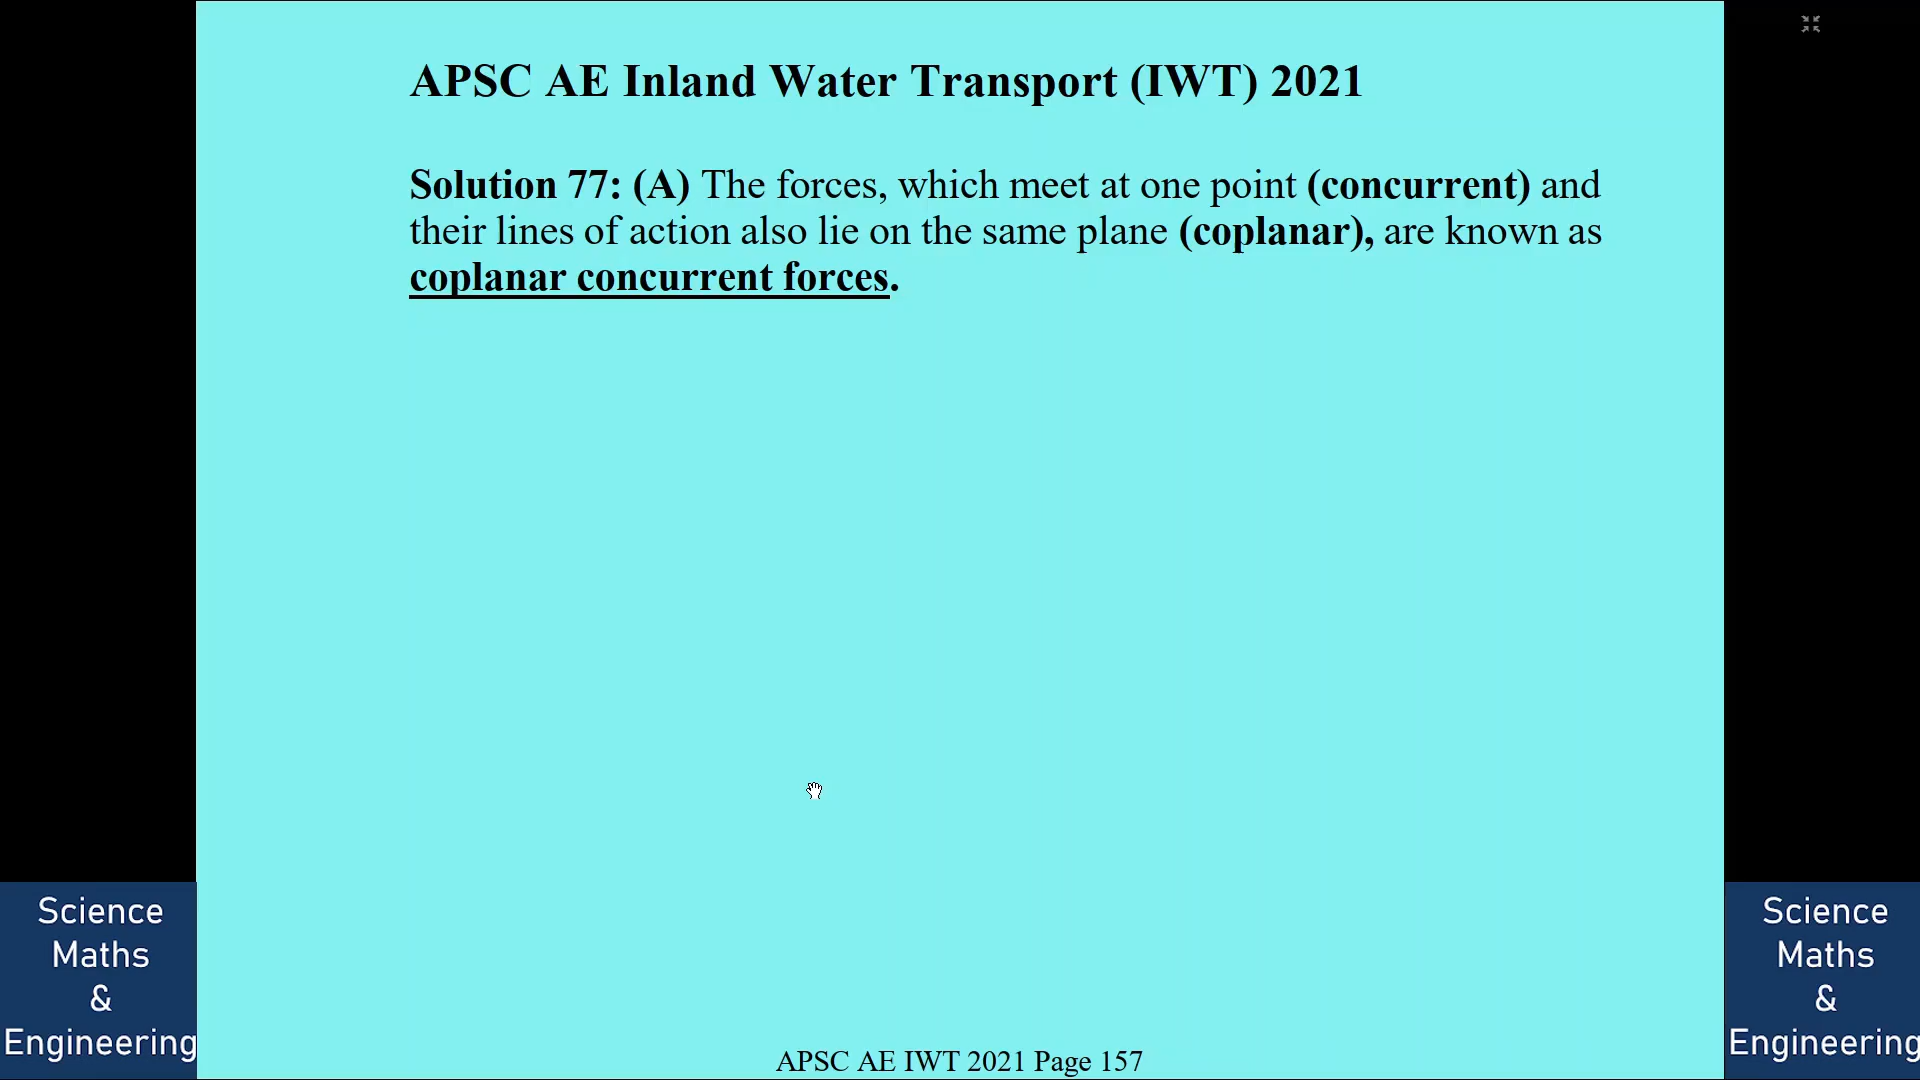 APSC AE Inland Water Transport (IWT) 2021
Solution 77: (A) The forces, which meet at one point (concurrent) and
their lines of action also lie on the same plane (coplanar), are known as
coplanar concurrent forces.
Science
Maths
&
Engineering
Science
Maths
&
Engineering
APSC AE IWT 2021 Page 157